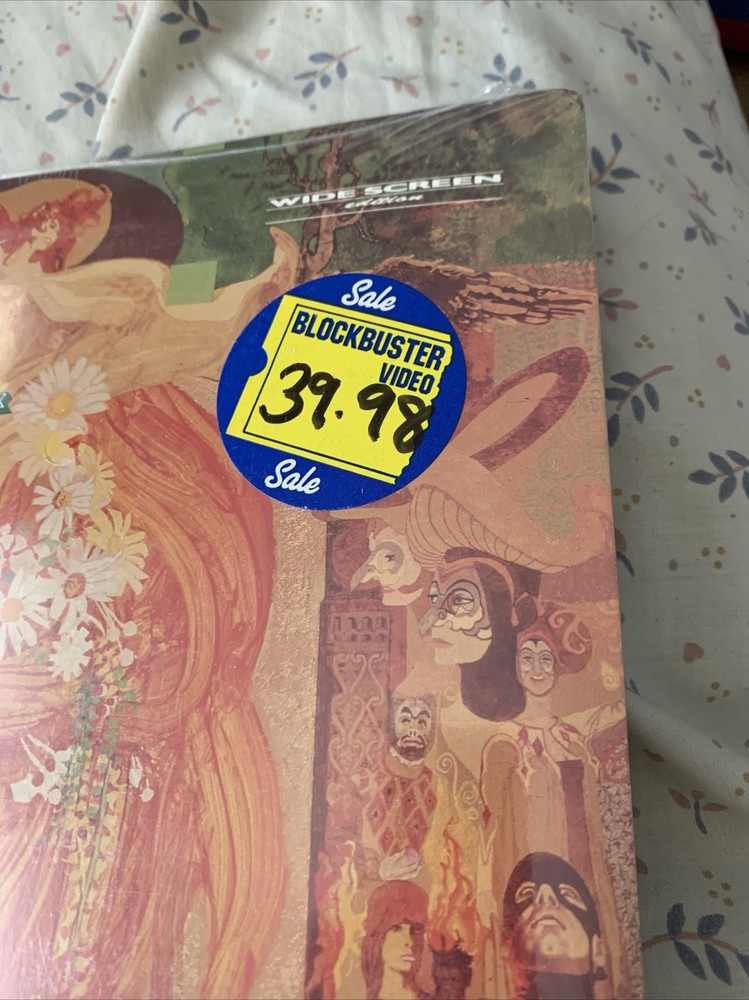 WIDE SCREEN
edition
Sale
BLOCKBUSTER
VIDEO
39.98
Sale